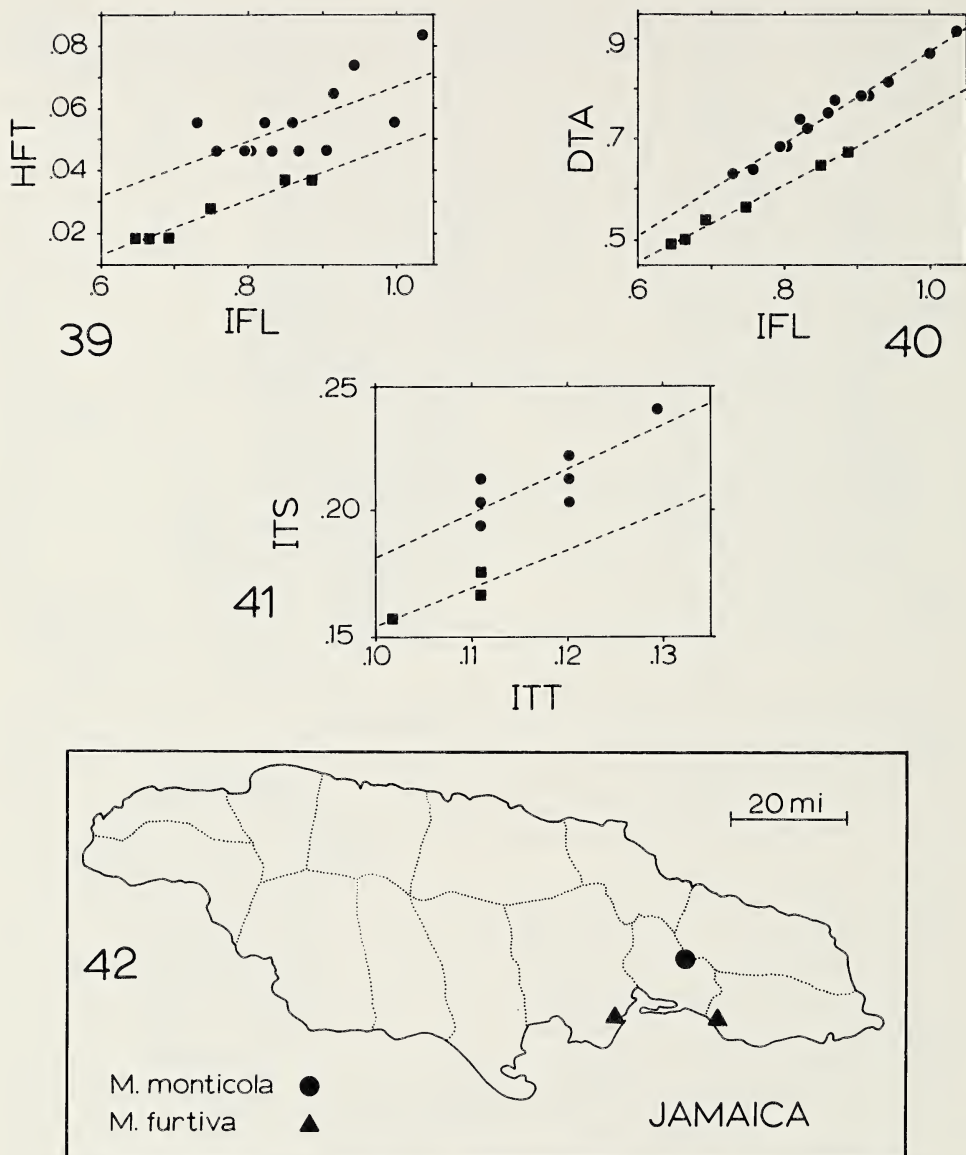 .08
.06
.04
.02
HFT
.6 .8 1.0
IFL
39
.9
.7
.5
DTA
.6 .8 1.0
IFL
40
.25
.20
.15
ITS
.10 .11 .12 .13
ITT
41
20 mi
42
M. monticola
M. furtiva
JAMAICA